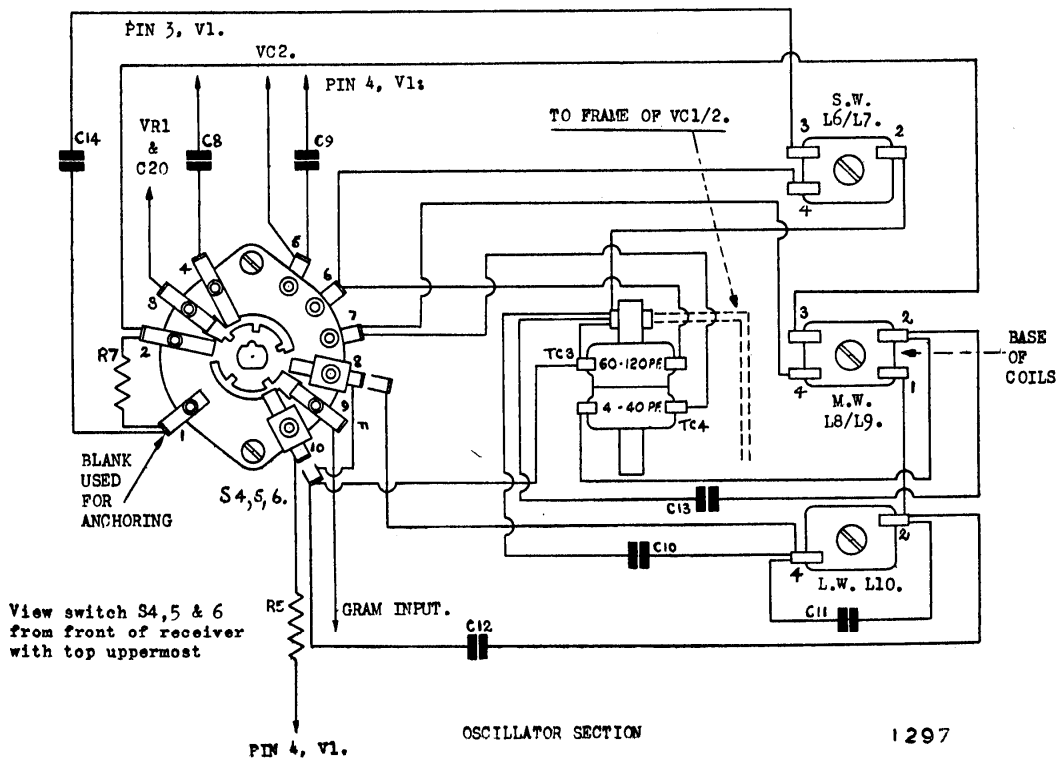 PIN 3, V1.
VC2.
PIN 4, V1:
S.W.
L6/L7.
TO FRAME OF VC1/2.
3
2
4
C14
VR1
&
C20
C8
C9
5
4
6
3
7
2
R7
8
9
11
1
10
S4,5,6.
BLANK
USED
FOR
ANCHORING
TC3
60-120PF.
4-40 PF.
TC4
3
2
4
1
M.W.
L8/L9.
BASE
OF
COILS
C13
C10
2
4
L.W. L10.
C11
View switch S4,5 & 6
from front of receiver
with top uppermost
R5
GRAM INPUT.
C12
PIN 4, V1.
OSCILLATOR SECTION
1297